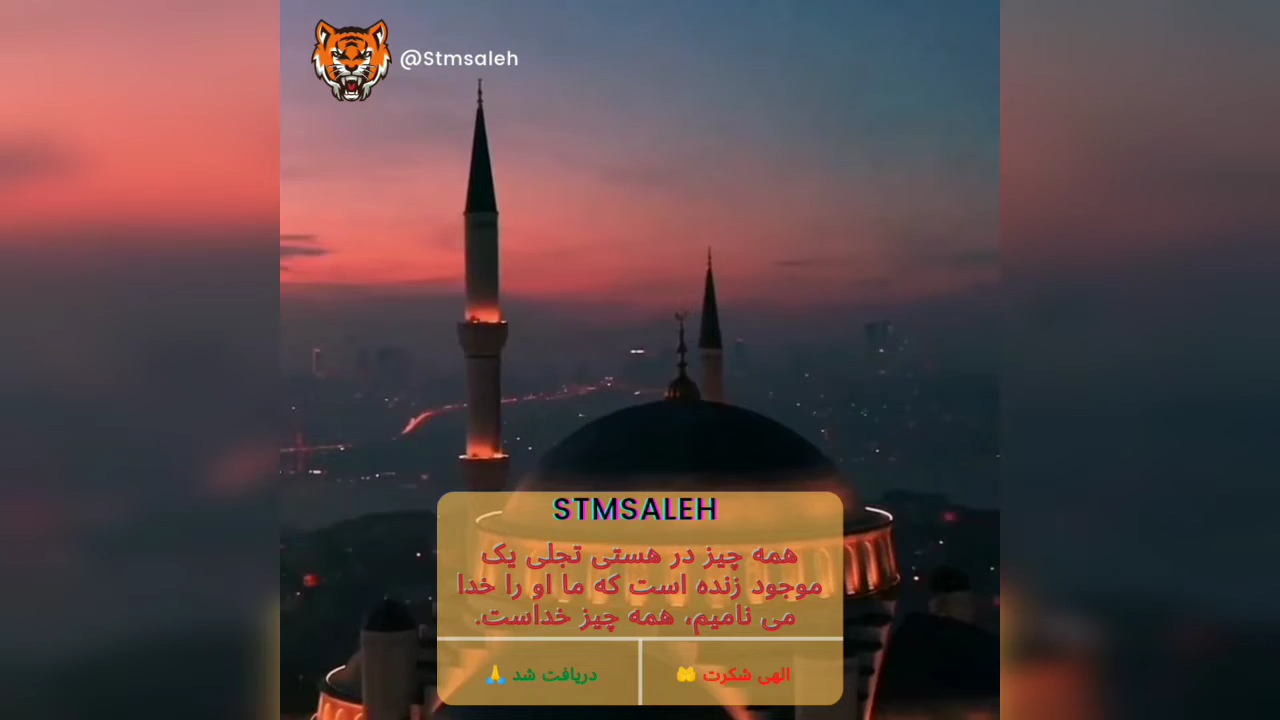 @Stmsaleh
STMSALEH
همه چیز در هستی تجلی یک
موجود زنده است که ما او را خدا
می نامیم، همه چیز خداست.
الهی شکرت 🤲
دریافت شد 🙏